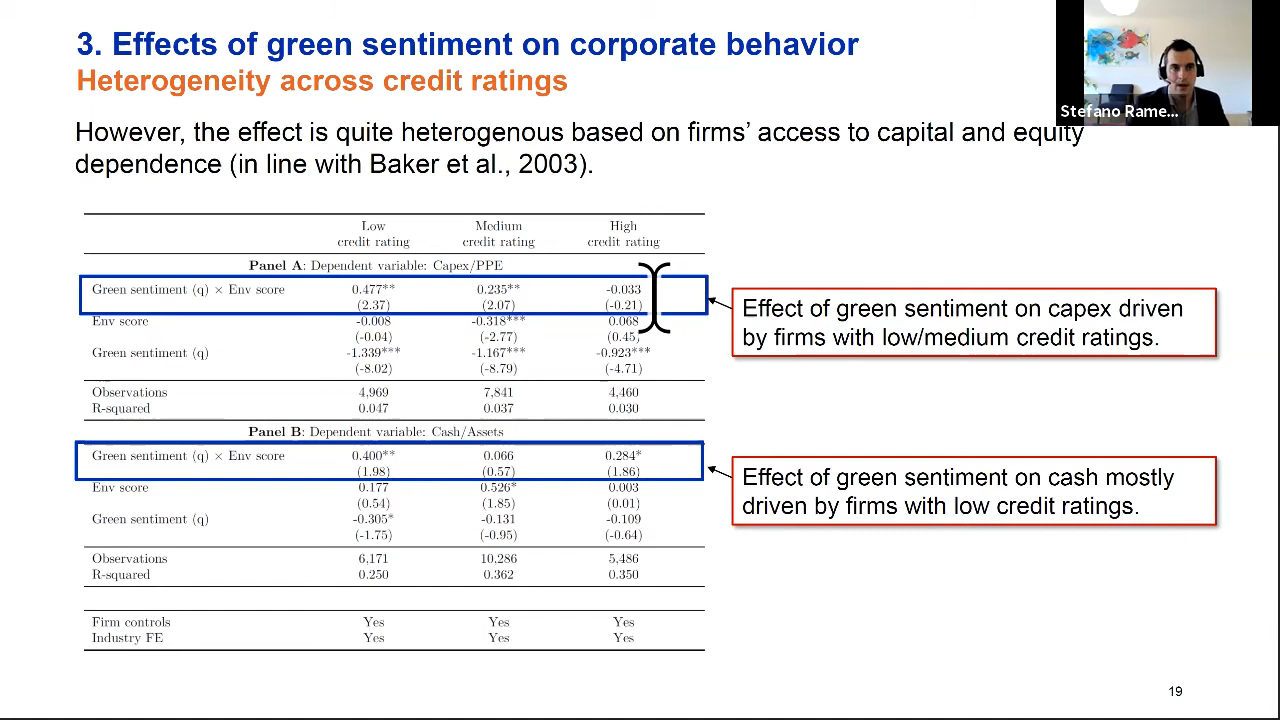 3. Effects of green sentiment on corporate behavior
Heterogeneity across credit ratings
Stefano Rame...
However, the effect is quite heterogenous based on firms’ access to capital and equity
dependence (in line with Baker et al., 2003).
Low Medium High
credit rating credit rating credit rating
Panel A: Dependent variable: Capex/PPE
Green sentiment (q) × Env score 0.477** 0.235** -0.033
(2.37) (2.07) (-0.21)
Env score -0.008 -0.318*** 0.068
(-0.04) (-2.77) (0.45)
Green sentiment (q) -1.339*** -1.167*** -0.923***
(-8.02) (-8.79) (-4.71)
Observations 4,969 7,841 4,460
R-squared 0.047 0.037 0.030
Panel B: Dependent variable: Cash/Assets
Green sentiment (q) × Env score 0.400** 0.066 0.284*
(1.98) (0.57) (1.86)
Env score 0.177 0.526* 0.003
(0.54) (1.85) (0.01)
Green sentiment (q) -0.305* -0.131 -0.109
(-1.75) (-0.95) (-0.64)
Observations 6,171 10,286 5,486
R-squared 0.250 0.362 0.350
Firm controls Yes Yes Yes
Industry FE Yes Yes Yes
Effect of green sentiment on capex driven
by firms with low/medium credit ratings.
Effect of green sentiment on cash mostly
driven by firms with low credit ratings.
19